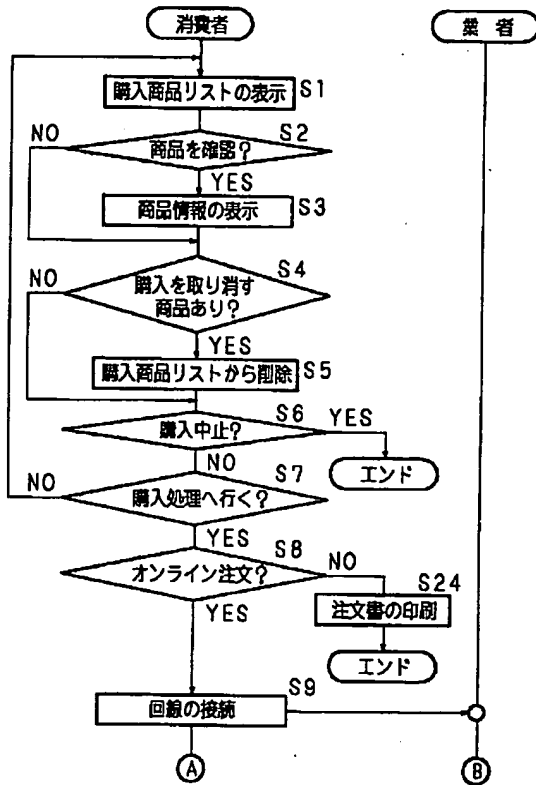 消費者
業者
購入商品リストの表示 S1
NO
S2
商品を確認?
YES
商品情報の表示 S3
NO
S4
購入を取り消す
商品あり?
YES
購入商品リストから削除 S5
S6
購入中止?
YES
エンド
NO
S7
NO
購入処理へ行く?
YES
S8
オンライン注文?
NO
S24
注文書の印刷
YES
エンド
S9
回線の接続
A
B